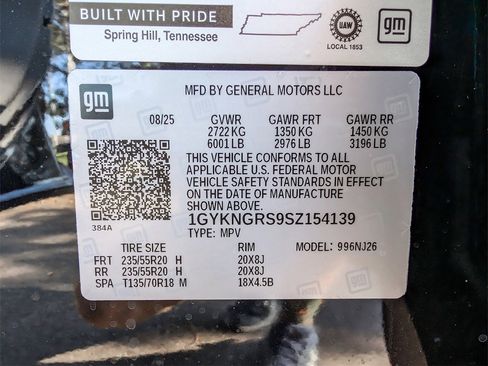 BUILT WITH PRIDE
Spring Hill, Tennessee
UAW
LOCAL 1853
gm
gm
MFD BY GENERAL MOTORS LLC
08/25 GVWR GAWR FRT GAWR RR
2722 KG 1350 KG 1450 KG
6001 LB 2976 LB 3196 LB
THIS VEHICLE CONFORMS TO ALL
APPLICABLE U.S. FEDERAL MOTOR
VEHICLE SAFETY STANDARDS IN EFFECT
ON THE DATE OF MANUFACTURE
SHOWN ABOVE.
384A
1GYKNGRS9SZ154139
TYPE: MPV
TIRE SIZE RIM MODEL: 996NJ26
FRT 235/55R20 H 20X8J
RR 235/55R20 H 20X8J
SPA T135/70R18 M 18X4.5B